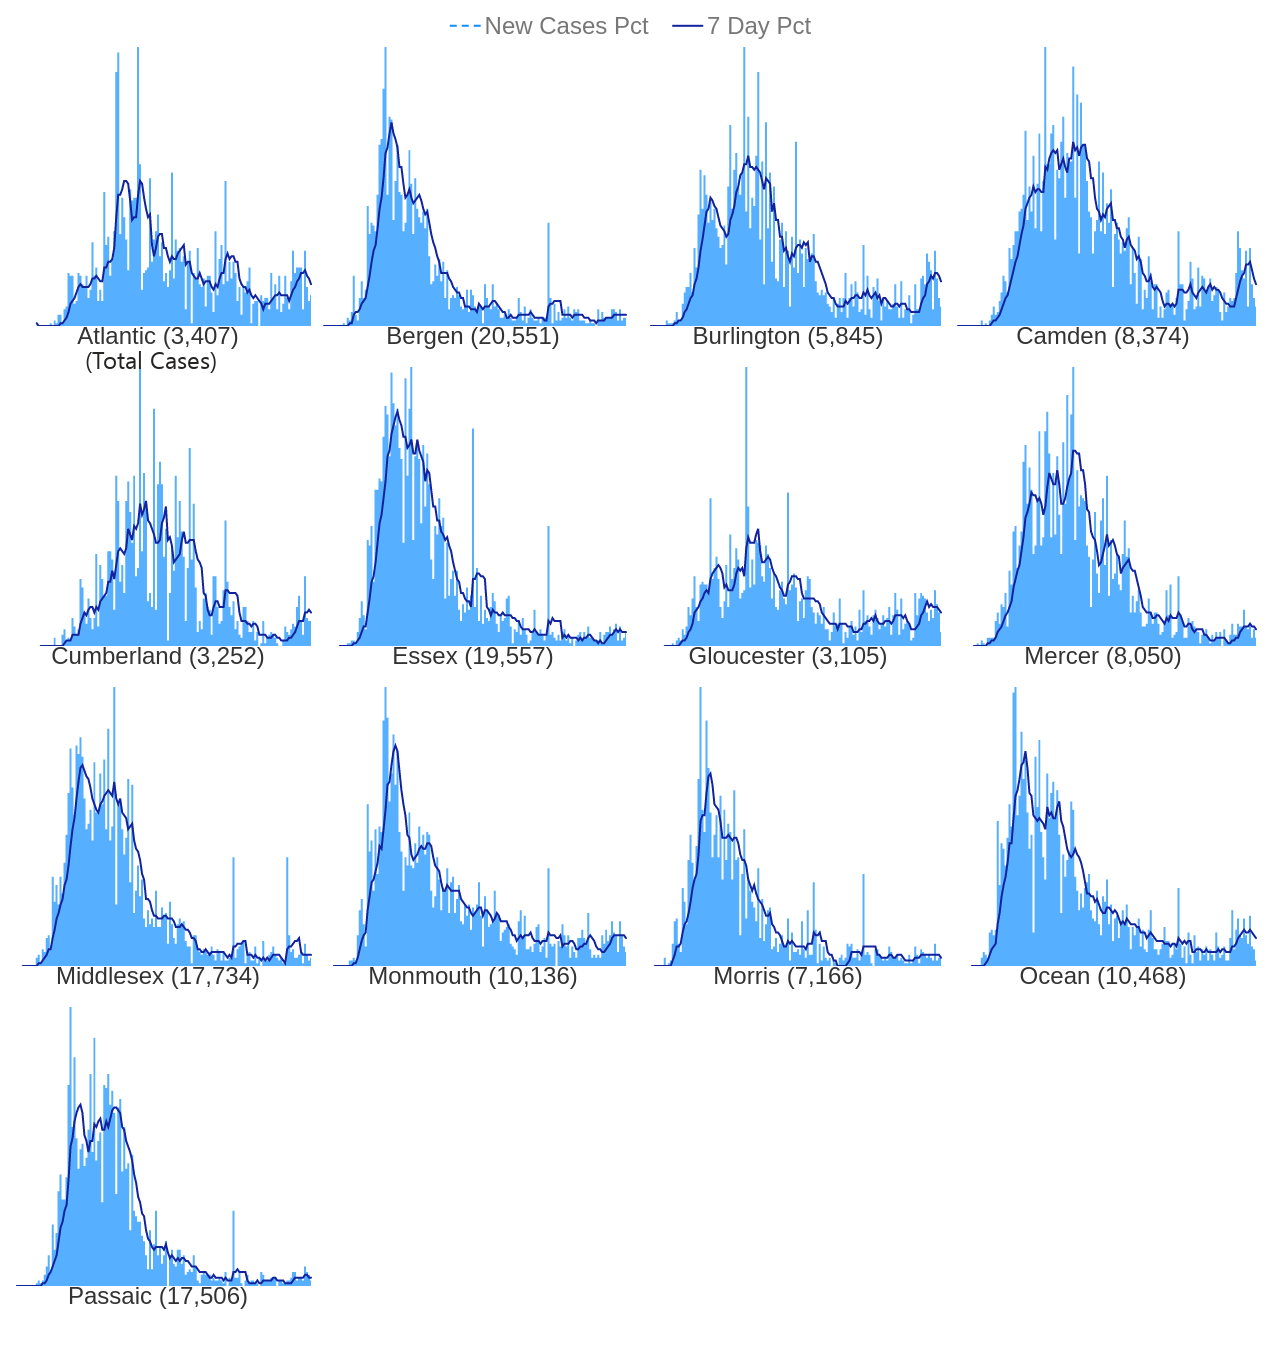 New Cases Pct 7 Day Pct
Atlantic (3,407) Bergen (20,551) Burlington (5,845) Camden (8,374)
(Total Cases)
Cumberland (3,252) Essex (19,557) Gloucester (3,105) Mercer (8,050)
Middlesex (17,734) Monmouth (10,136) Morris (7,166) Ocean (10,468)
Passaic (17,506)